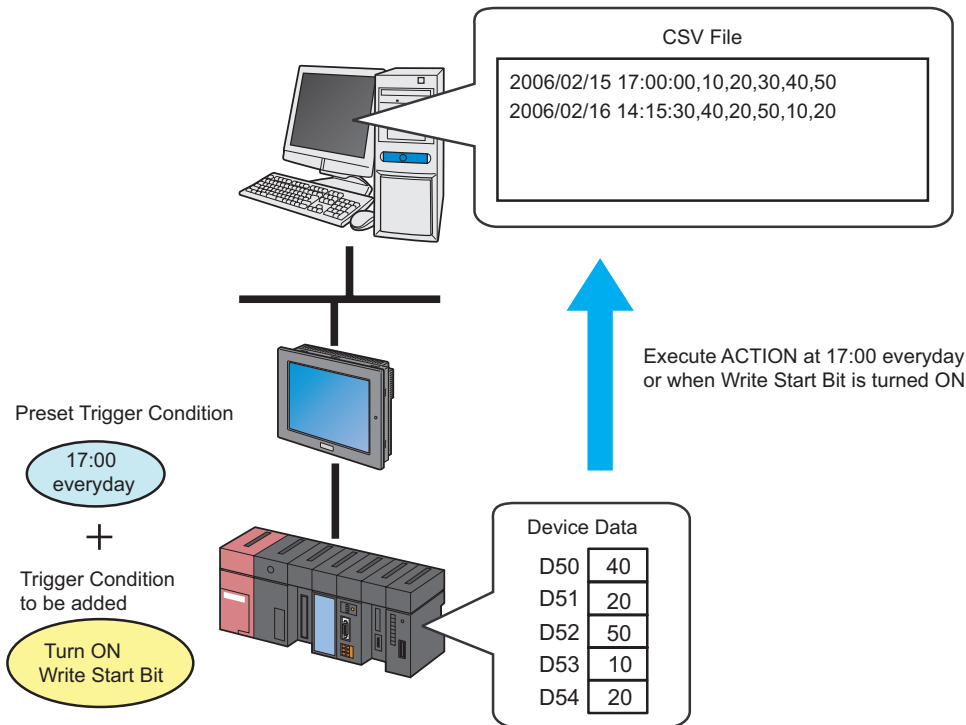 CSV File
2006/02/15 17:00:00,10,20,30,40,50
2006/02/16 14:15:30,40,20,50,10,20
Execute ACTION at 17:00 everyday
or when Write Start Bit is turned ON
Preset Trigger Condition
17:00
everyday
+
Trigger Condition
to be added
Turn ON
Write Start Bit
Device Data
D50 40
D51 20
D52 50
D53 10
D54 20